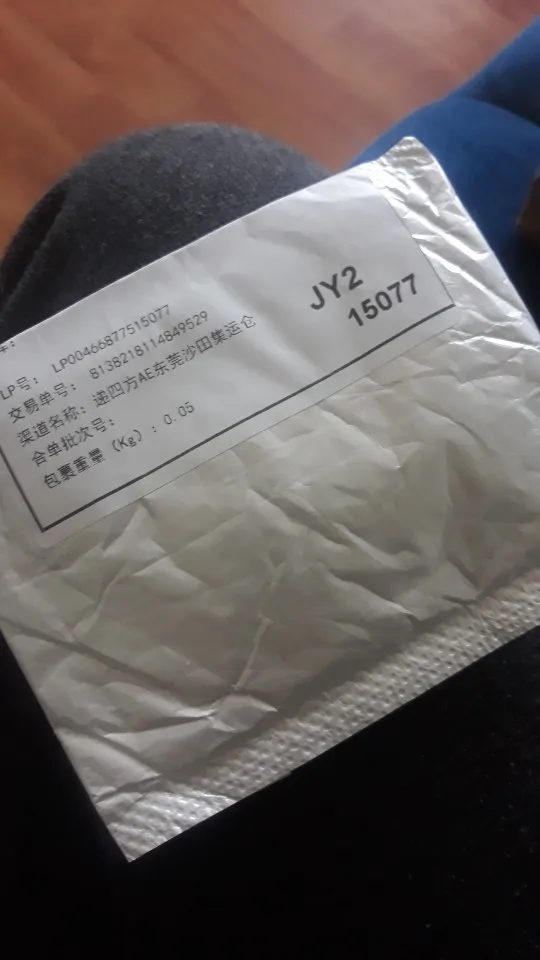 LP号: LP00466877515077
交易单号: 8138218114849529
渠道名称: 递四方AE东莞沙田集运仓
合单批次号:
包裹重量 (Kg) : 0.05
JY2
15077